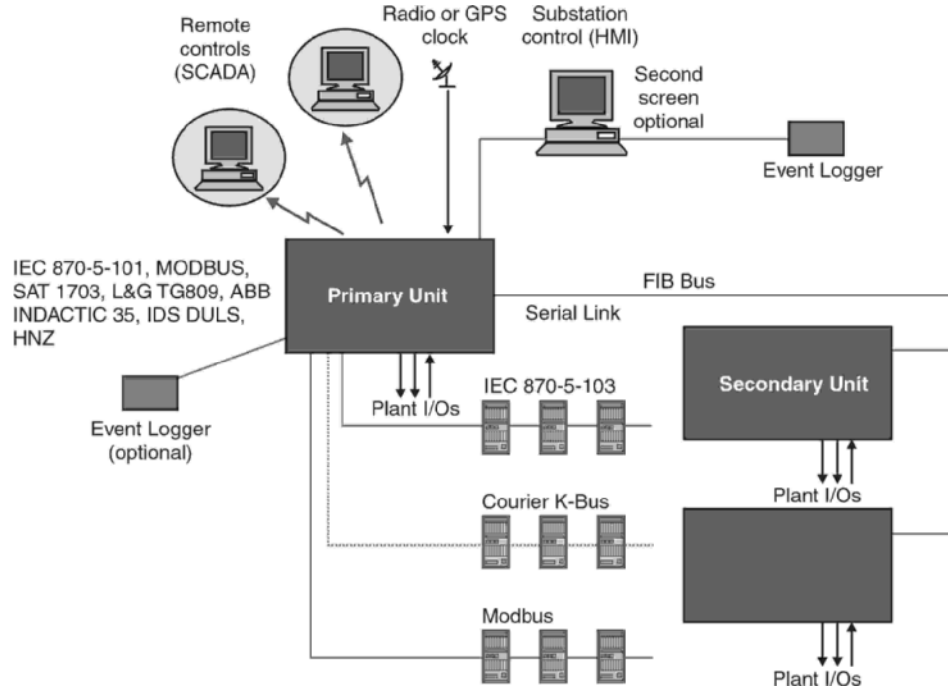 Remote
controls
(SCADA)
Radio or GPS
clock
Substation
control (HMI)
Second
screen
optional
Event Logger
IEC 870-5-101, MODBUS,
SAT 1703, L&G TG809, ABB
INDACTIC 35, IDS DULS,
HNZ
Primary Unit
FIB Bus
Serial Link
Secondary Unit
Plant I/Os
IEC 870-5-103
Event Logger
(optional)
Plant I/Os
Courier K-Bus
Modbus
Plant I/Os